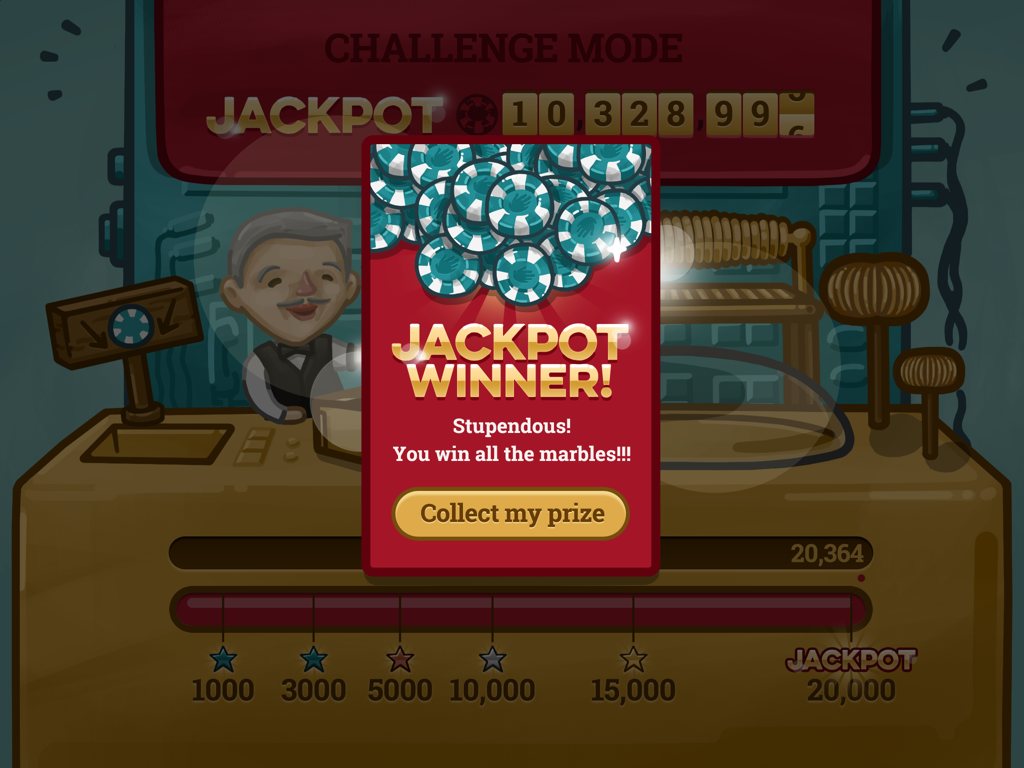 CHALLENGE MODE
JACKPOT 10,328,99
JACKPOT
WINNER!
Stupendous!
You win all the marbles!!!
Collect my prize
20,364
JACKPOT
1000 3000 5000 10,000 15,000 20,000